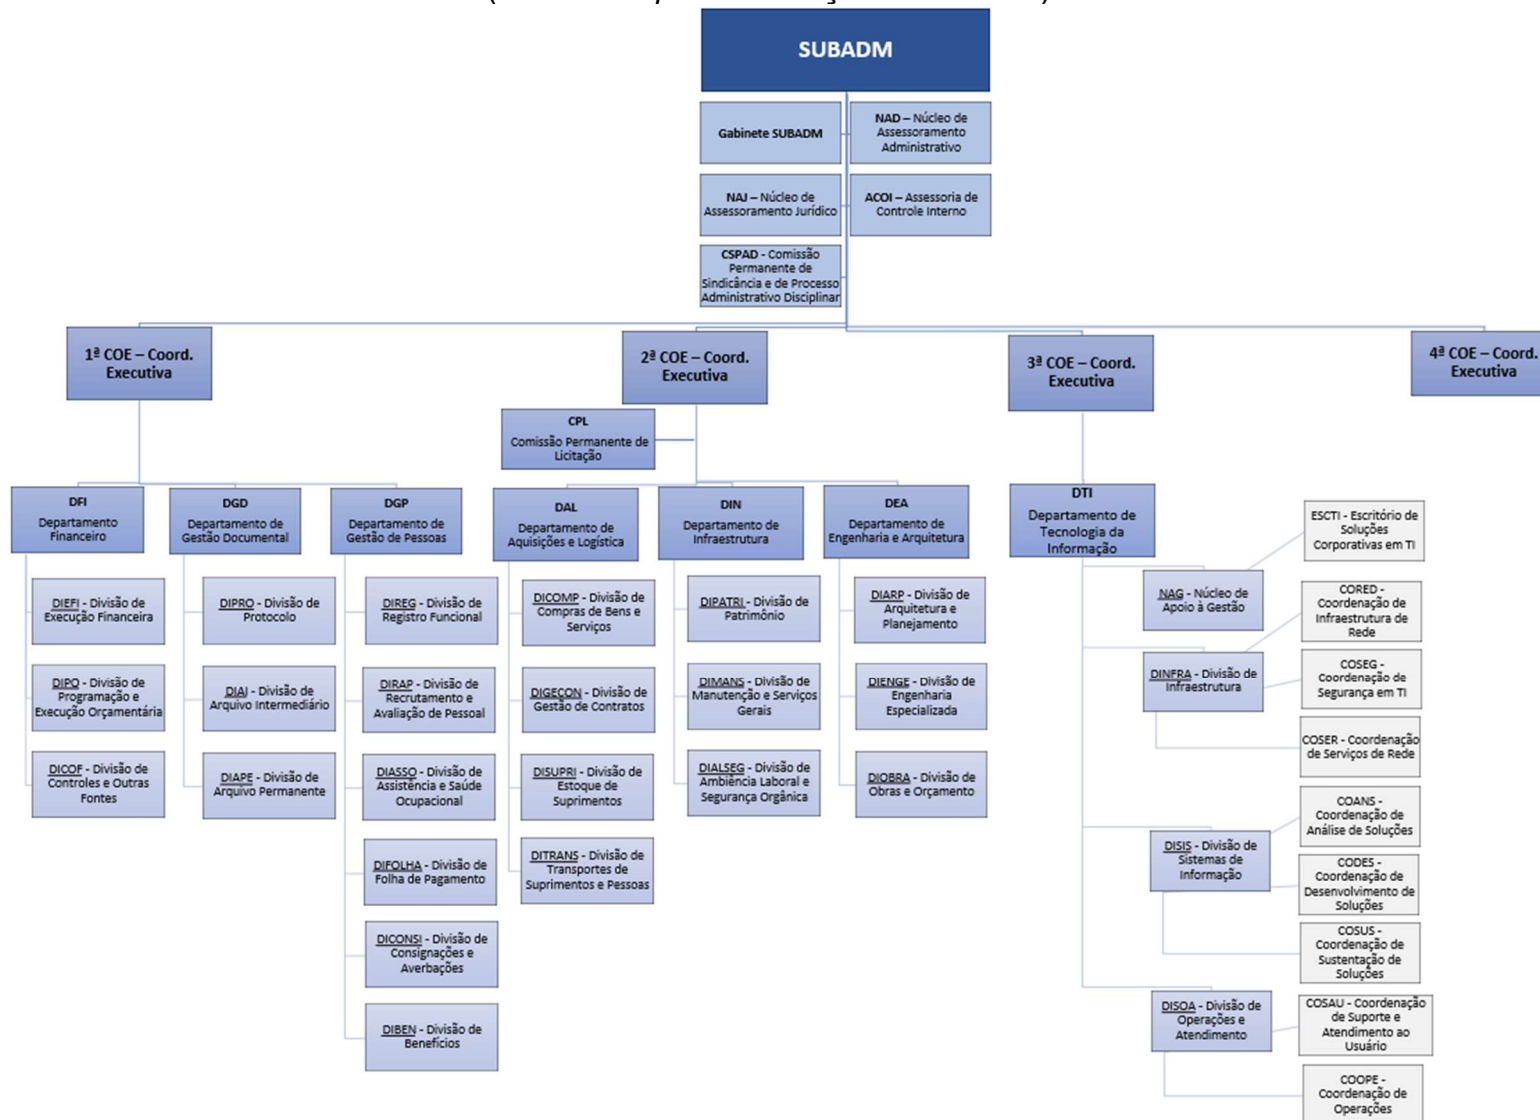 SUBADM
Gabinete SUBADM
NAD – Núcleo de
Assessoramento
Administrativo
NAJ – Núcleo de
Assessoramento Jurídico
ACOI – Assessoria de
Controle Interno
CSPAD - Comissão
Permanente de
Sindicância e de Processo
Administrativo Disciplinar
1ª COE – Coord.
Executiva
2ª COE – Coord.
Executiva
3ª COE – Coord.
Executiva
4ª COE – Coord.
Executiva
CPL
Comissão Permanente de
Licitação
DFI
Departamento
Financeiro
DGD
Departamento de
Gestão Documental
DGP
Departamento de
Gestão de Pessoas
DAL
Departamento de
Aquisições e Logística
DIN
Departamento de
Infraestrutura
DEA
Departamento de
Engenharia e Arquitetura
DTI
Departamento de
Tecnologia da
Informação
DIEFI - Divisão de
Execução Financeira
DIPO - Divisão de
Programação e
Execução Orçamentária
DICOF - Divisão de
Controles e Outras
Fontes
DIPRO - Divisão de
Protocolo
DIAI - Divisão de
Arquivo Intermediário
DIAPE - Divisão de
Arquivo Permanente
DIREG - Divisão de
Registro Funcional
DIRAP - Divisão de
Recrutamento e
Avaliação de Pessoal
DIASSO - Divisão de
Assistência e Saúde
Ocupacional
DIFOLHA - Divisão de
Folha de Pagamento
DICONSI - Divisão de
Consignações e
Averbações
DIBEN - Divisão de
Benefícios
DICOMP - Divisão de
Compras de Bens e
Serviços
DIGECON - Divisão de
Gestão de Contratos
DISUPRI - Divisão de
Estoque de
Suprimentos
DITRANS - Divisão de
Transportes de
Suprimentos e Pessoas
DIPATRI - Divisão de
Patrimônio
DIMANS - Divisão de
Manutenção e Serviços
Gerais
DIALSEG - Divisão de
Ambiência Laboral e
Segurança Orgânica
DIARP - Divisão de
Arquitetura e
Planejamento
DIENGE - Divisão de
Engenharia
Especializada
DIOBRA - Divisão de
Obras e Orçamento
NAG - Núcleo de
Apoio à Gestão
ESCTI - Escritório de
Soluções
Corporativas em TI
DINFRA - Divisão de
Infraestrutura
CORED -
Coordenação de
Infraestrutura de
Rede
COSEG -
Coordenação de
Segurança em TI
COSER - Coordenação
de Serviços de Rede
DISIS - Divisão de
Sistemas de
Informação
COANS -
Coordenação de
Análise de Soluções
CODES -
Coordenação de
Desenvolvimento de
Soluções
COSUS -
Coordenação de
Sustentação de
Soluções
DISOA - Divisão de
Operações e
Atendimento
COSAU - Coordenação
de Suporte e
Atendimento ao
Usuário
COOPE -
Coordenação de
Operações